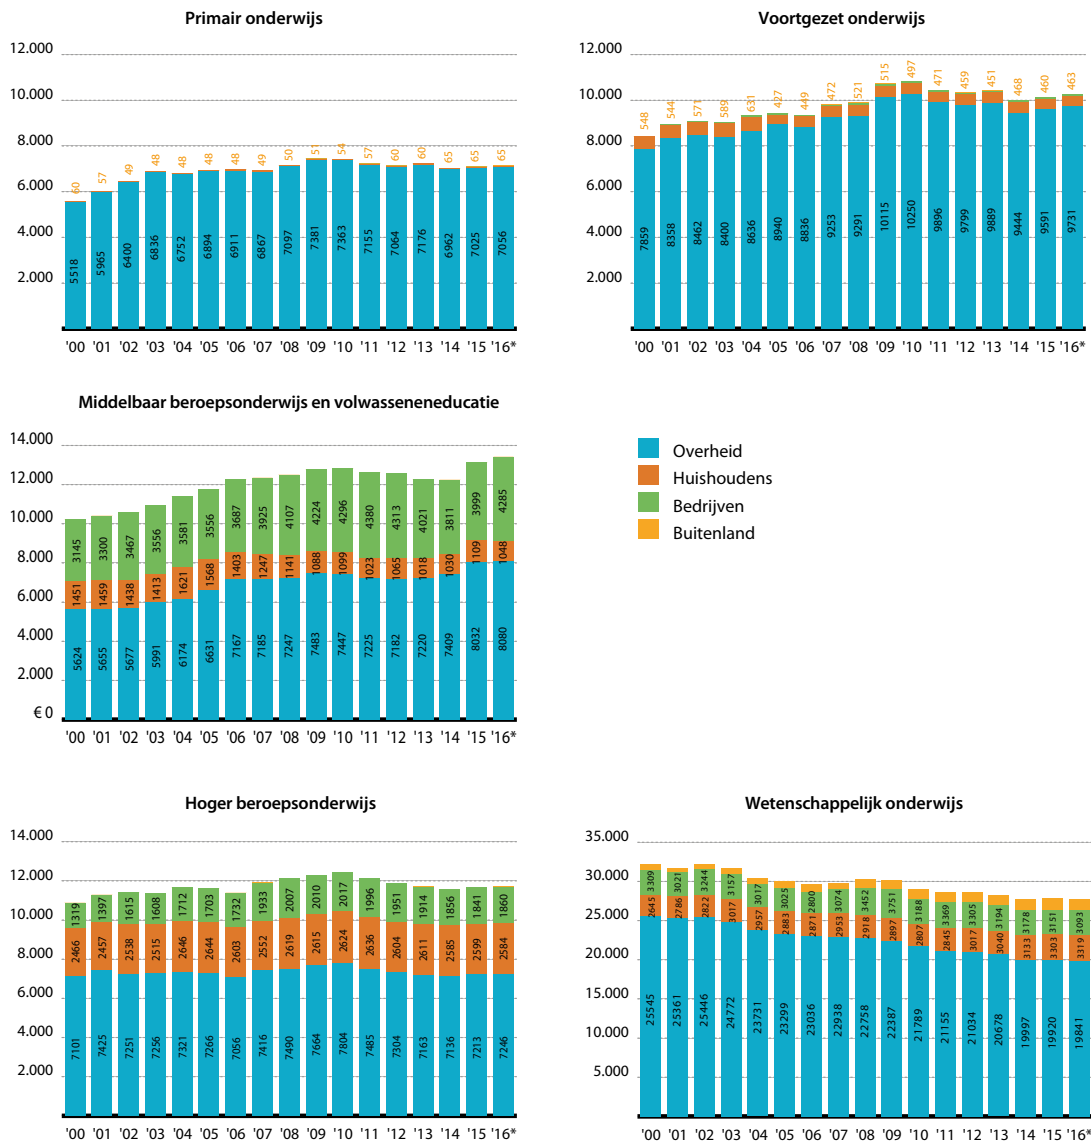 Primair onderwijs
12.000
10.000
8.000
6.000
4.000
2.000
60 57 49 48 48 48 48 49 50 51 54 57 60 60 65 65 65
5518 5965 6400 6836 6752 6894 6911 6867 7097 7381 7363 7155 7064 7176 6962 7025 7056
'00 '01 '02 '03 '04 '05 '06 '07 '08 '09 '10 '11 '12 '13 '14 '15 '16*
Voortgezet onderwijs
12.000
10.000
8.000
6.000
4.000
2.000
548 544 571 589 631 427 449 472 521 515 497 471 459 451 468 460 463
7859 8358 8462 8400 8636 8940 8836 9253 9291 10115 10250 9896 9799 9889 9444 9591 9731
'00 '01 '02 '03 '04 '05 '06 '07 '08 '09 '10 '11 '12 '13 '14 '15 '16*
Middelbaar beroepsonderwijs en volwasseneneducatie
14.000
12.000
10.000
8.000
6.000
4.000
2.000
€ 0
3145 3300 3467 3556 3581 3556 3687 3925 4107 4224 4296 4380 4313 4021 3811 3999 4285
1451 1459 1438 1413 1621 1568 1403 1247 1141 1088 1099 1023 1065 1018 1030 1109 1048
5624 5655 5677 5991 6174 6631 7167 7185 7247 7483 7447 7225 7182 7220 7409 8032 8080
'00 '01 '02 '03 '04 '05 '06 '07 '08 '09 '10 '11 '12 '13 '14 '15 '16*
Overheid
Huishoudens
Bedrijven
Buitenland
Hoger beroepsonderwijs
14.000
12.000
10.000
8.000
6.000
4.000
2.000
1319 1397 1615 1608 1712 1703 1732 1933 2007 2010 2017 1996 1951 1914 1856 1841 1860
2466 2457 2538 2515 2646 2644 2603 2552 2619 2615 2624 2636 2604 2611 2585 2599 2584
7101 7425 7251 7256 7321 7266 7056 7416 7490 7664 7804 7485 7304 7163 7136 7213 7246
'00 '01 '02 '03 '04 '05 '06 '07 '08 '09 '10 '11 '12 '13 '14 '15 '16*
Wetenschappelijk onderwijs
35.000
30.000
25.000
20.000
15.000
10.000
5.000
3309 3021 3244 3157 3017 3025 2800 3074 3452 3751 3188 3369 3305 3194 3178 3151 3093
2645 2786 2822 3017 2957 2883 2871 2953 2918 2897 2807 2845 3017 3040 3133 3303 3319
25545 25361 25446 24772 23731 23299 23036 22938 22758 22387 21789 21155 21034 20678 19997 19920 19841
'00 '01 '02 '03 '04 '05 '06 '07 '08 '09 '10 '11 '12 '13 '14 '15 '16*